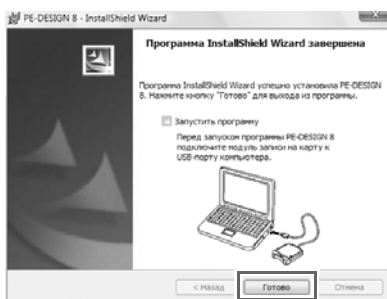 PE-DESIGN 8 - InstallShield Wizard
Программа InstallShield Wizard завершена
Программа InstallShield Wizard успешно установила PE-DESIGN
8. Нажмите кнопку "Готово" для выхода из программы.
Запустить программу
Перед запуском программы PE-DESIGN 8
подключите модуль записи на карту к
USB-порту компьютера.
< Назад
Готово
Отмена